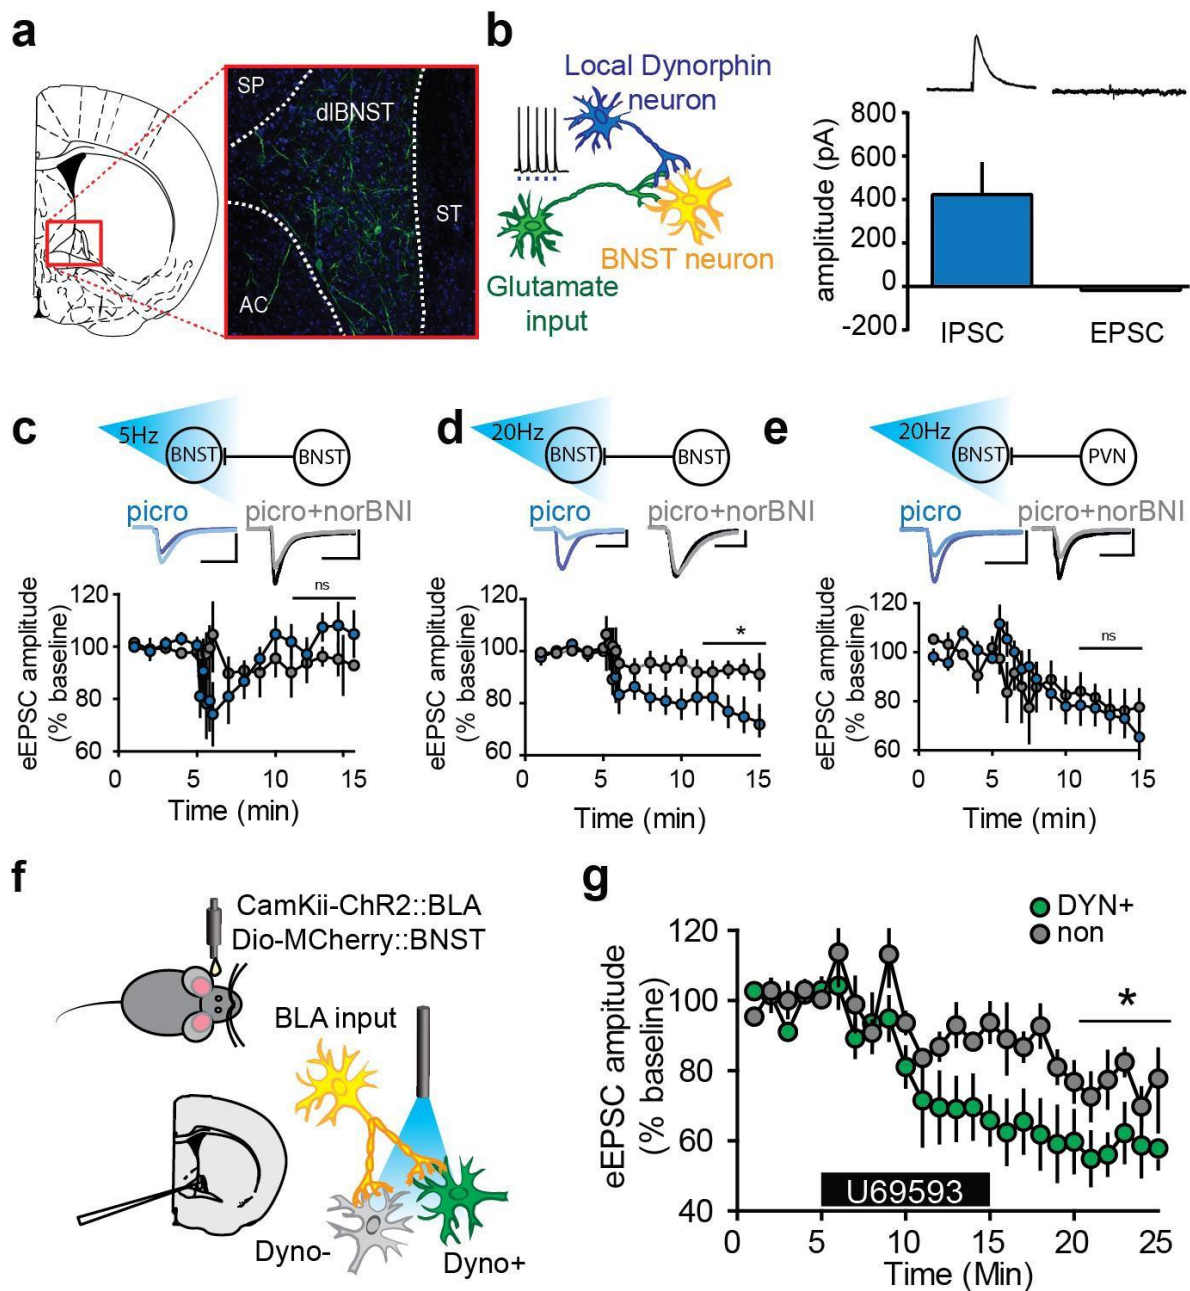 a
SP
dlBNST
ST
AC
b
Local Dynorphin
neuron
Glutamate
input
BNST neuron
amplitude (pA)
800
600
400
200
0
-200
IPSC
EPSC
c
5Hz
BNST
BNST
picro
picro+norBNI
ns
eEPSC amplitude
(% baseline)
120
100
80
60
0
5
10
15
Time (min)
d
20Hz
BNST
BNST
picro
picro+norBNI
*
eEPSC amplitude
(% baseline)
120
100
80
60
0
5
10
15
Time (min)
e
20Hz
BNST
PVN
picro
picro+norBNI
ns
eEPSC amplitude
(% baseline)
120
100
80
60
0
5
10
15
Time (min)
f
CamKii-ChR2::BLA
Dio-MCherry::BNST
BLA input
Dyno-
Dyno+
g
DYN+
non
*
eEPSC ampitude
(% baseline)
120
100
80
60
40
U69593
0
5
10
15
20
25
Time (Min)